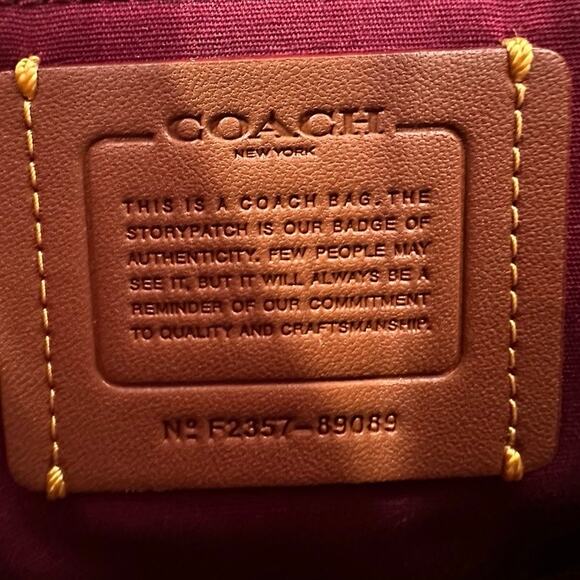 COACH
NEW YORK
THIS IS A COACH BAG. THE
STORYPATCH IS OUR BADGE OF
AUTHENTICITY. FEW PEOPLE MAY
SEE IT, BUT IT WILL ALWAYS BE A
REMINDER OF OUR COMMITMENT
TO QUALITY AND CRAFTSMANSHIP.
Nº F2357-89089